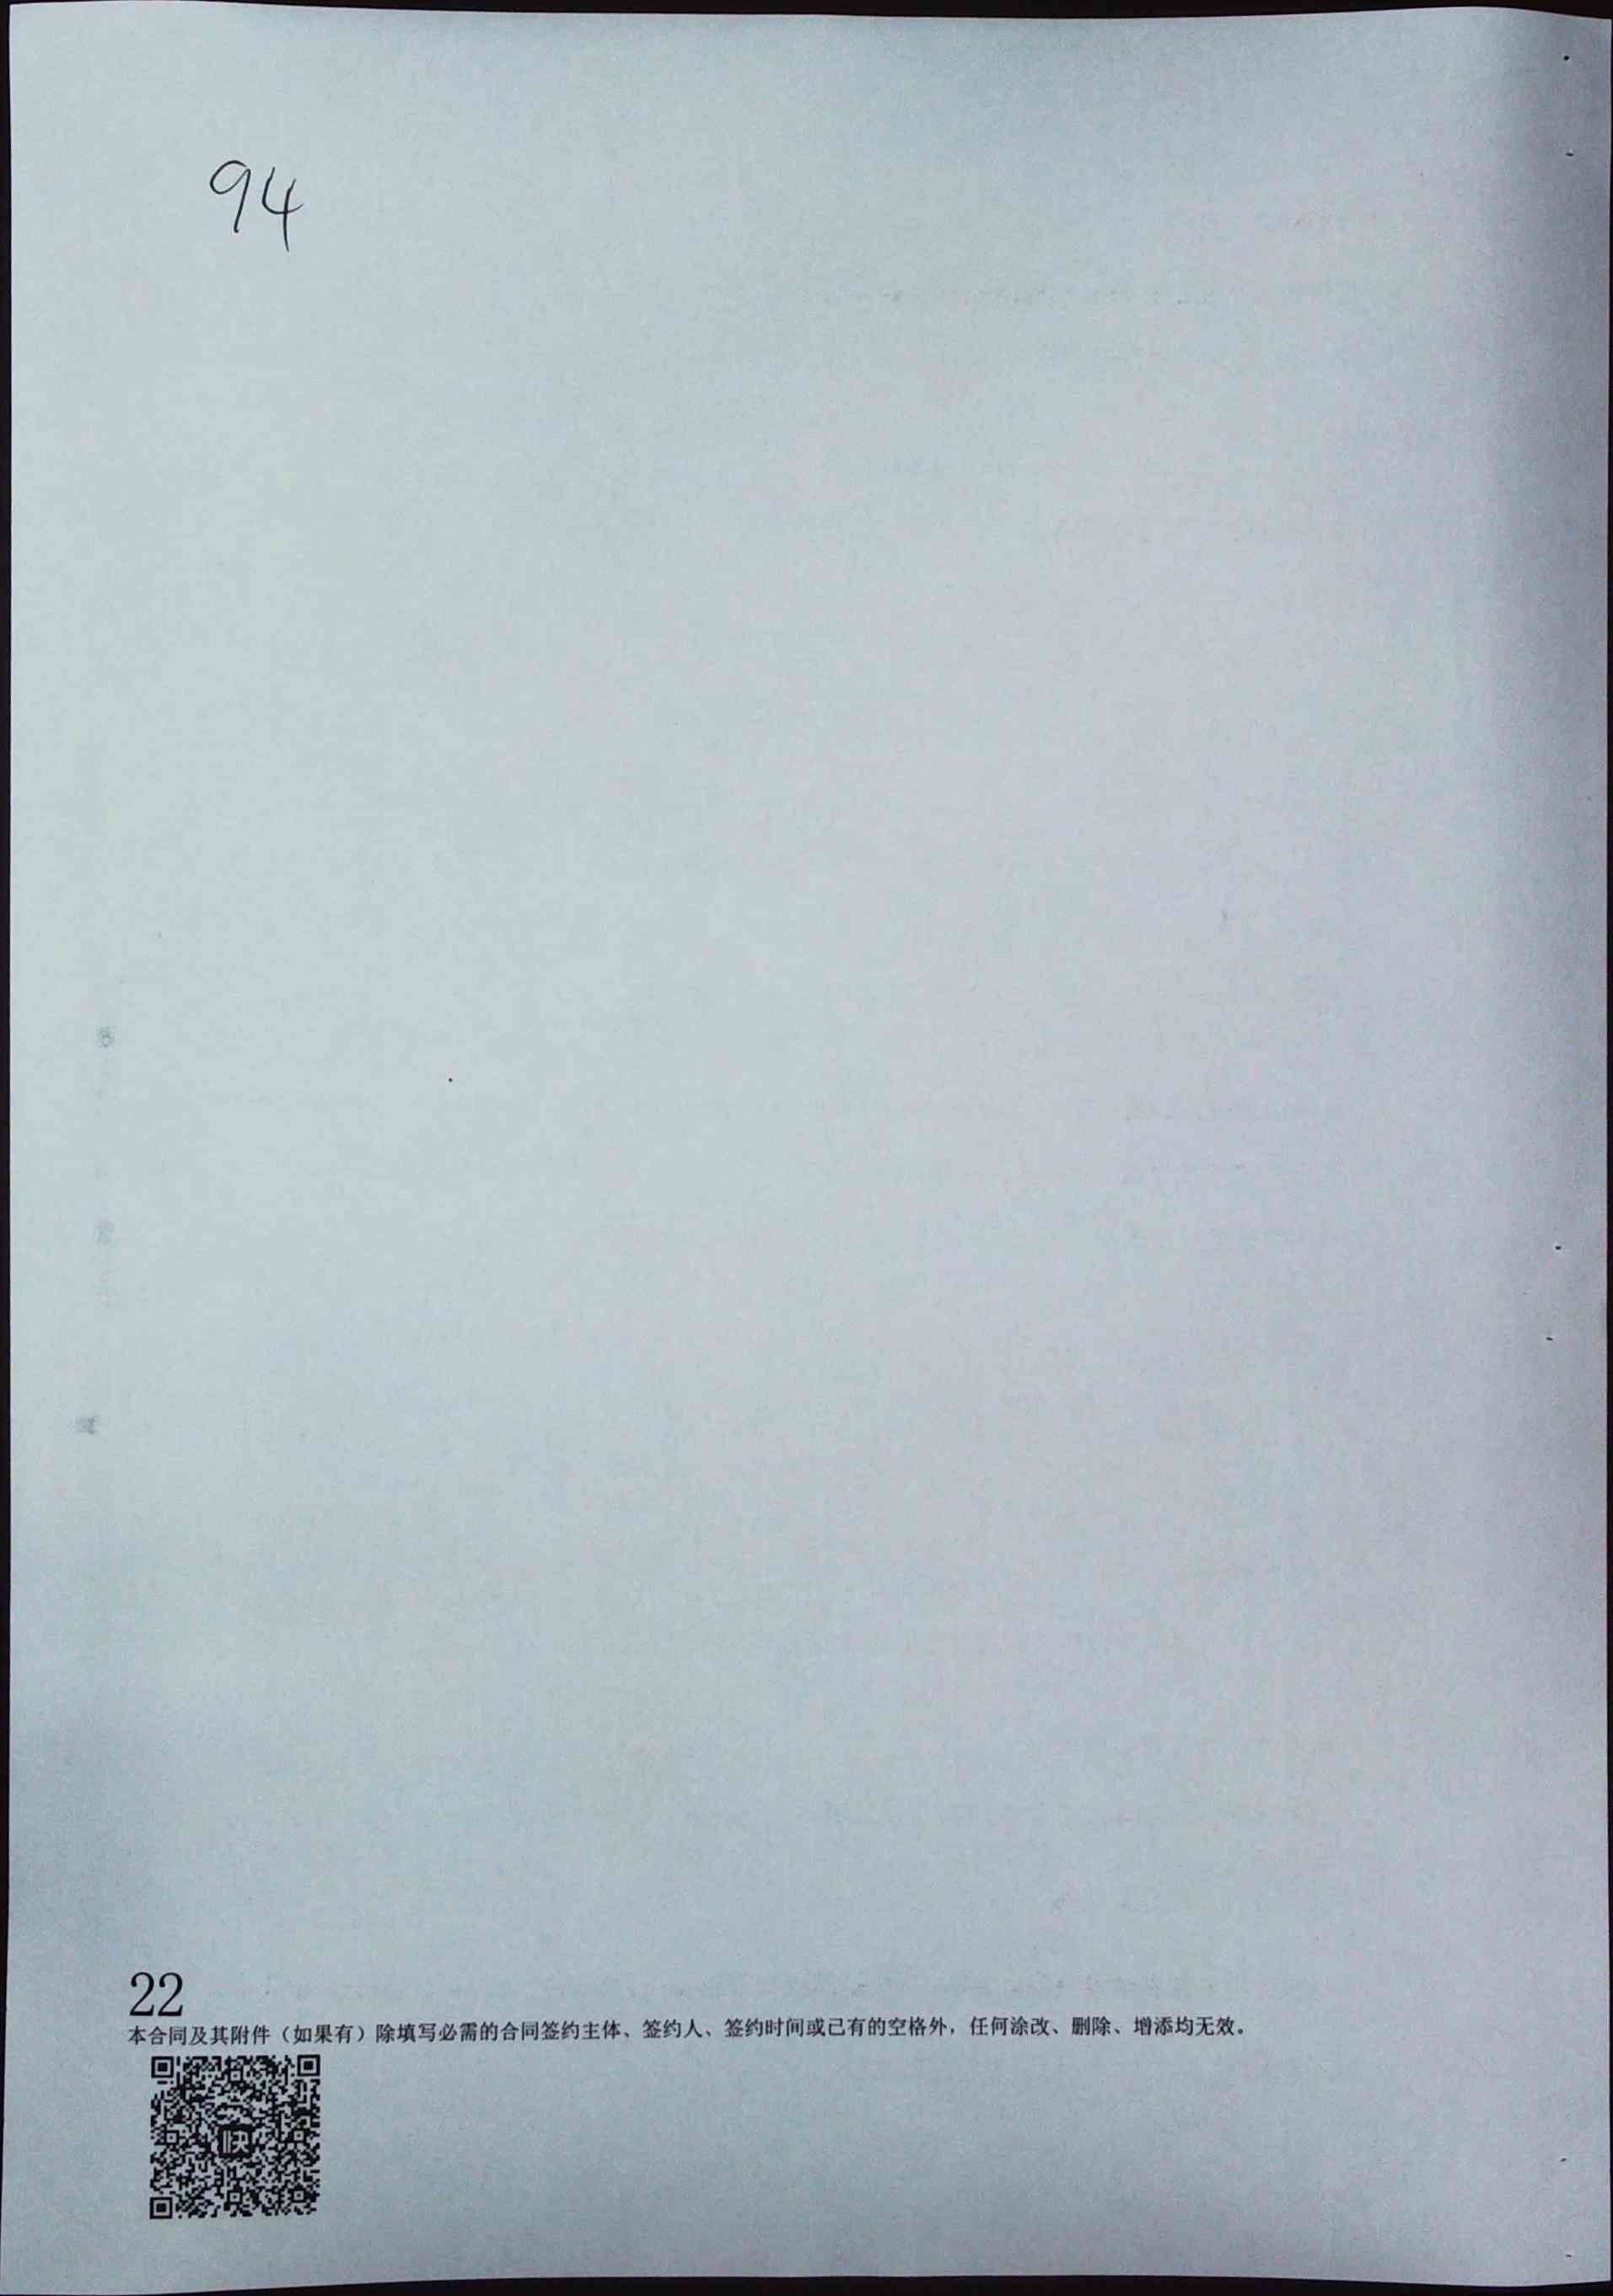 94
22
本合同及其附件（如果有）除填写必需的合同签约主体、签约人、签约时间或已有的空格外，任何涂改、删除、增添均无效。
快